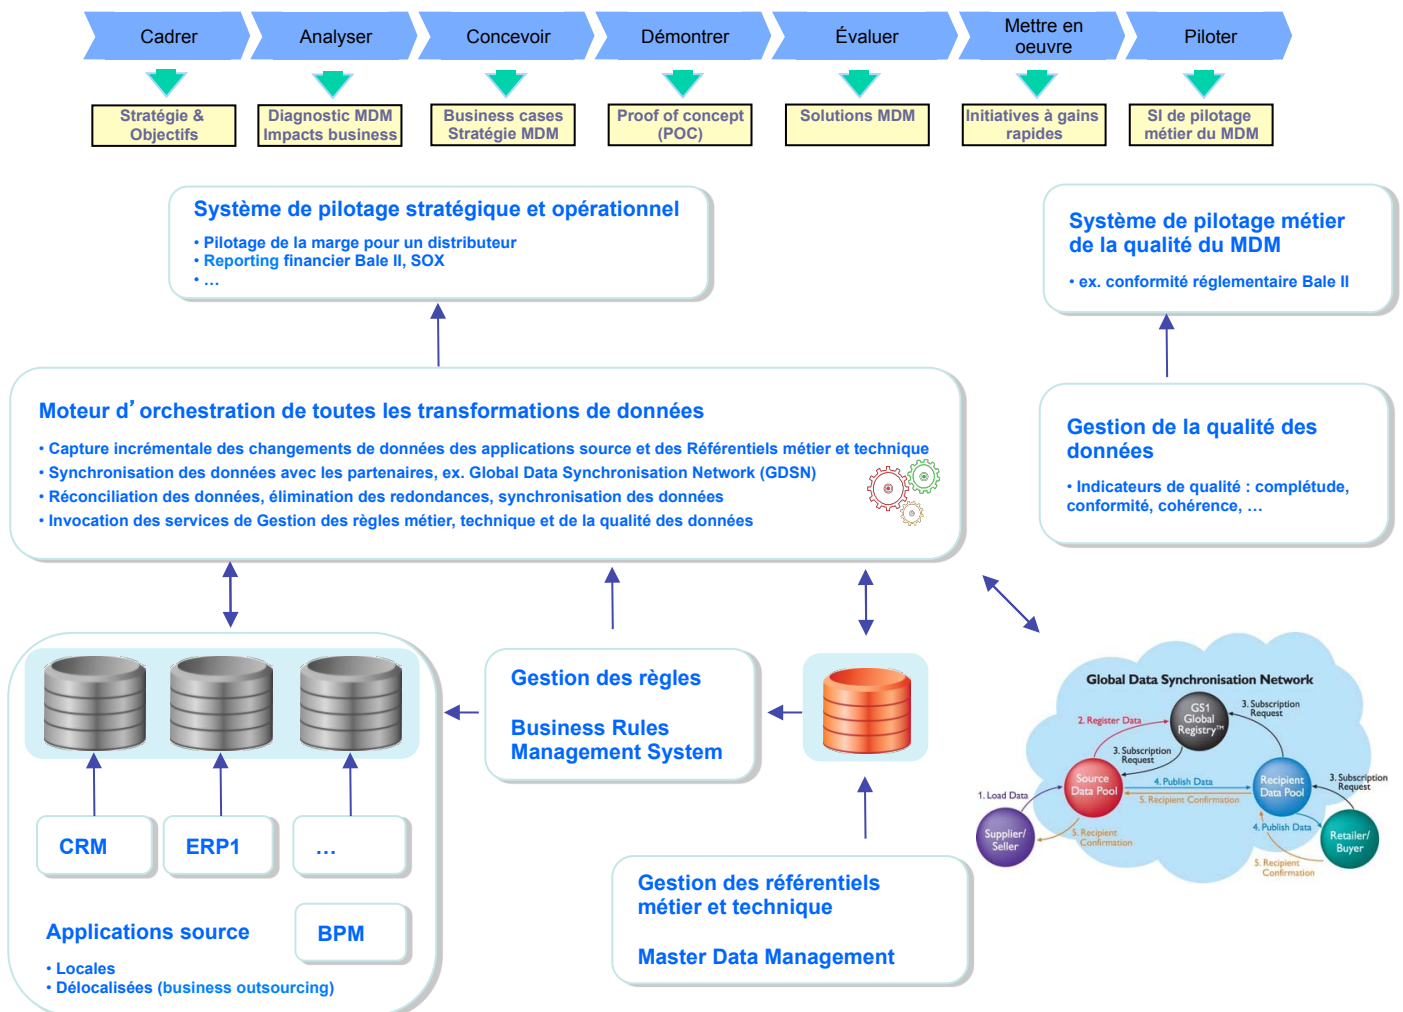 Cadrer
Analyser
Concevoir
Démontrer
Évaluer
Mettre en
oeuvre
Piloter
Stratégie &
Objectifs
Diagnostic MDM
Impacts business
Business cases
Stratégie MDM
Proof of concept
(POC)
Solutions MDM
Initiatives à gains
rapides
SI de pilotage
métier du MDM
Système de pilotage stratégique et opérationnel
• Pilotage de la marge pour un distributeur
• Reporting financier Bale II, SOX
• …
Système de pilotage métier
de la qualité du MDM
• ex. conformité réglementaire Bale II
Moteur d’orchestration de toutes les transformations de données
• Capture incrémentale des changements de données des applications source et des Référentiels métier et technique
• Synchronisation des données avec les partenaires, ex. Global Data Synchronisation Network (GDSN)
• Réconciliation des données, élimination des redondances, synchronisation des données
• Invocation des services de Gestion des règles métier, technique et de la qualité des données
Gestion de la qualité des
données
• Indicateurs de qualité : complétude,
conformité, cohérence, …
CRM
ERP1
…
BPM
Applications source
• Locales
• Délocalisées (business outsourcing)
Gestion des règles
Business Rules
Management System
Gestion des référentiels
métier et technique
Master Data Management
Global Data Synchronisation Network
GS1
Global
Registry™
2. Register Data
3. Subscription
Request
3. Subscription
Request
Source
Data Pool
Recipient
Data Pool
4. Publish Data
5. Recipient Confirmation
1. Load Data
3. Subscription
Request
Supplier/
Seller
5. Recipient
Confirmation
4. Publish Data
Retailer/
Buyer
5. Recipient
Confirmation